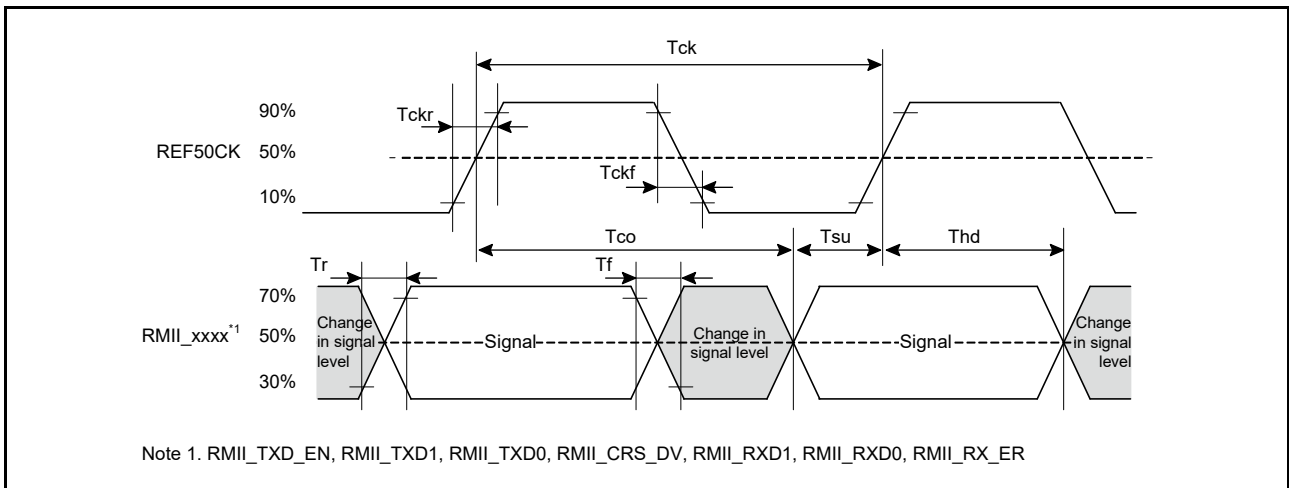 Tck
90%
Tckr
REF50CK
50%
Tckf
10%
Tco
Tsu
Thd
Tr
Tf
70%
RMII_xxxx*1
50%
30%
Change
in signal
level
Signal
Change in
signal level
Signal
Change
in signal
level
Note 1. RMII_TXD_EN, RMII_TXD1, RMII_TXD0, RMII_CRS_DV, RMII_RXD1, RMII_RXD0, RMII_RX_ER